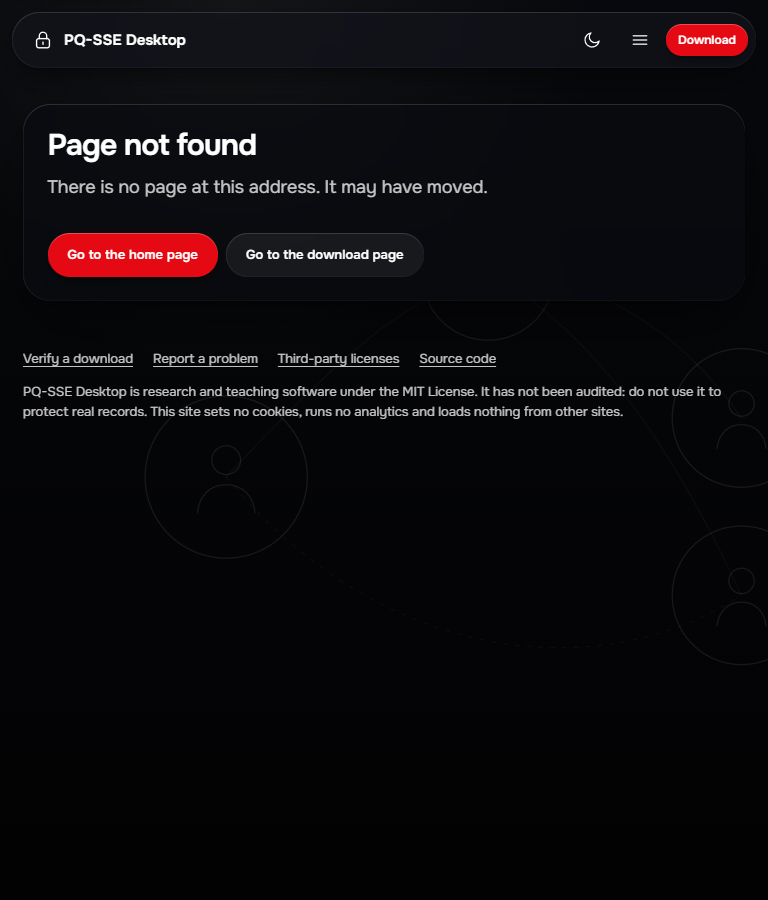 PQ-SSE Desktop
Download
Page not found
There is no page at this address. It may have moved.
Go to the home page
Go to the download page
Verify a download
Report a problem
Third-party licenses
Source code
PQ-SSE Desktop is research and teaching software under the MIT License. It has not been audited: do not use it to
protect real records. This site sets no cookies, runs no analytics and loads nothing from other sites.